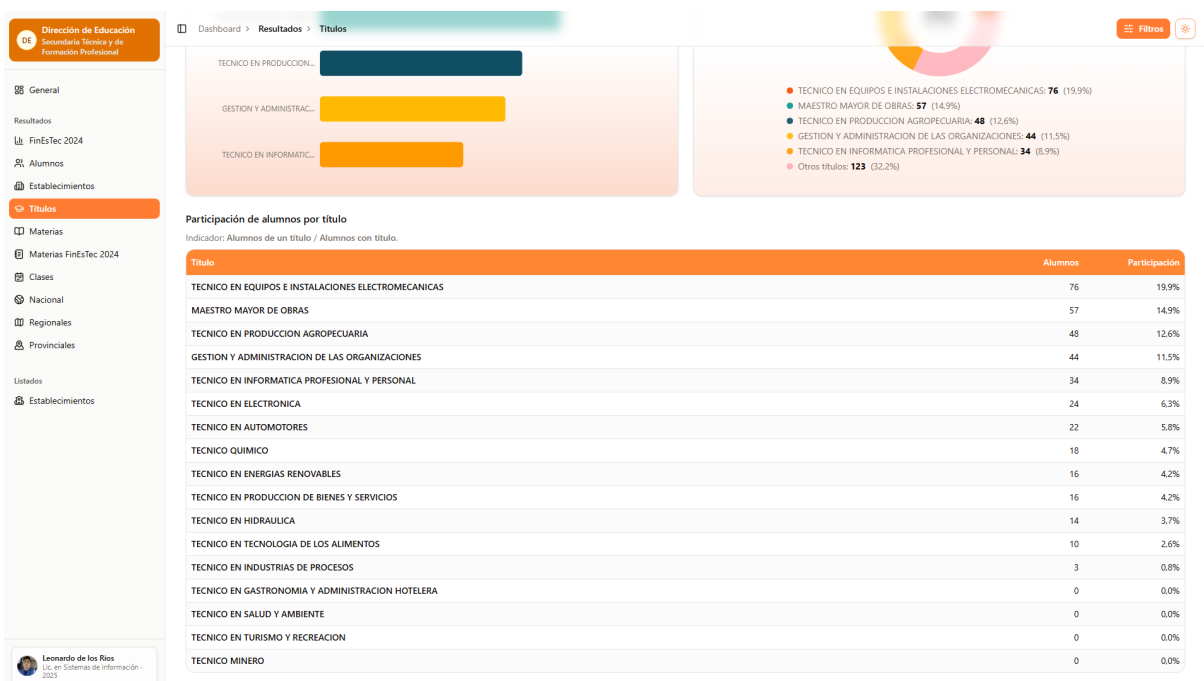 DE
Dirección de Educación
Secundaria Técnica y de
Formación Profesional
General
Resultados
FinEsTec 2024
Alumnos
Establecimientos
Títulos
Materias
Materias FinEsTec 2024
Clases
Nacional
Regionales
Provinciales
Listados
Establecimientos
Leonardo de los Rios
Lic. en Sistemas de Información -
2025
Dashboard > Resultados > Títulos
Filtros
TECNICO EN PRODUCCION...
GESTION Y ADMINISTRAC...
TECNICO EN INFORMATIC...
TECNICO EN EQUIPOS E INSTALACIONES ELECTROMECANICAS: 76 (19,9%)
MAESTRO MAYOR DE OBRAS: 57 (14,9%)
TECNICO EN PRODUCCION AGROPECUARIA: 48 (12,6%)
GESTION Y ADMINISTRACION DE LAS ORGANIZACIONES: 44 (11,5%)
TECNICO EN INFORMATICA PROFESIONAL Y PERSONAL: 34 (8,9%)
Otros títulos: 123 (32,2%)
Participación de alumnos por título
Indicador: Alumnos de un título / Alumnos con título.
Título Alumnos Participación
TECNICO EN EQUIPOS E INSTALACIONES ELECTROMECANICAS 76 19,9%
MAESTRO MAYOR DE OBRAS 57 14,9%
TECNICO EN PRODUCCION AGROPECUARIA 48 12,6%
GESTION Y ADMINISTRACION DE LAS ORGANIZACIONES 44 11,5%
TECNICO EN INFORMATICA PROFESIONAL Y PERSONAL 34 8,9%
TECNICO EN ELECTRONICA 24 6,3%
TECNICO EN AUTOMOTORES 22 5,8%
TECNICO QUIMICO 18 4,7%
TECNICO EN ENERGIAS RENOVABLES 16 4,2%
TECNICO EN PRODUCCION DE BIENES Y SERVICIOS 16 4,2%
TECNICO EN HIDRAULICA 14 3,7%
TECNICO EN TECNOLOGIA DE LOS ALIMENTOS 10 2,6%
TECNICO EN INDUSTRIAS DE PROCESOS 3 0,8%
TECNICO EN GASTRONOMIA Y ADMINISTRACION HOTELERA 0 0,0%
TECNICO EN SALUD Y AMBIENTE 0 0,0%
TECNICO EN TURISMO Y RECREACION 0 0,0%
TECNICO MINERO 0 0,0%